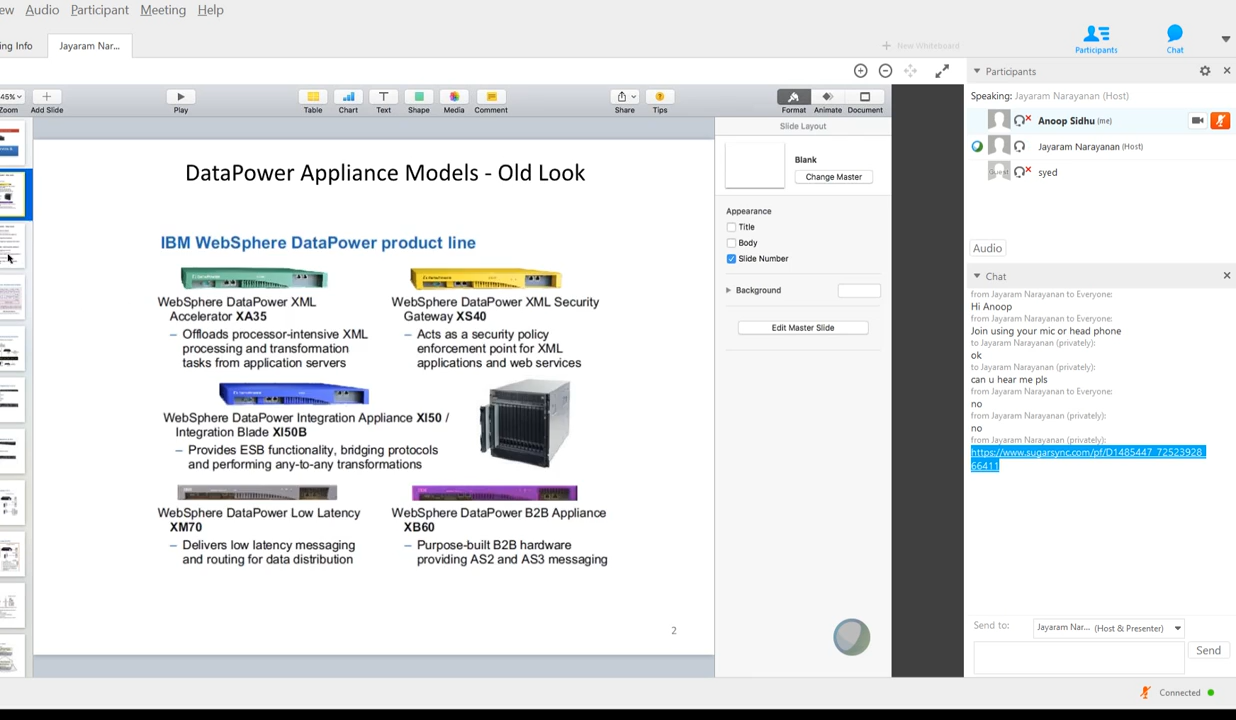 ew Audio Participant Meeting Help
ing Info Jayaram Nar...
New Whiteboard
Participants Chat
Participants
45%
Zoom Add Slide Play Table Chart Text Shape Media Comment Share Tips Format Animate Document
Speaking: Jayaram Narayanan (Host)
Anoop Sidhu (me)
Jayaram Narayanan (Host)
Guest syed
Audio
Chat
from Jayaram Narayanan to Everyone:
Hi Anoop
from Jayaram Narayanan to Everyone:
Join using your mic or head phone
to Jayaram Narayanan (privately):
ok
to Jayaram Narayanan (privately):
can u hear me pls
from Jayaram Narayanan to Everyone:
no
from Jayaram Narayanan (privately):
no
from Jayaram Narayanan (privately):
https://www.sugarsync.com/pf/D1485447_72523928_
66411
Send to: Jayaram Nar... (Host & Presenter)
Send
Connected
Slide Layout
Blank
Change Master
Appearance
Title
Body
Slide Number
Background
Edit Master Slide
DataPower Appliance Models - Old Look
IBM WebSphere DataPower product line
WebSphere DataPower XML
Accelerator XA35
– Offloads processor-intensive XML
processing and transformation
tasks from application servers
WebSphere DataPower XML Security
Gateway XS40
– Acts as a security policy
enforcement point for XML
applications and web services
WebSphere DataPower Integration Appliance XI50 /
Integration Blade XI50B
– Provides ESB functionality, bridging protocols
and performing any-to-any transformations
WebSphere DataPower Low Latency
XM70
– Delivers low latency messaging
and routing for data distribution
WebSphere DataPower B2B Appliance
XB60
– Purpose-built B2B hardware
providing AS2 and AS3 messaging
2